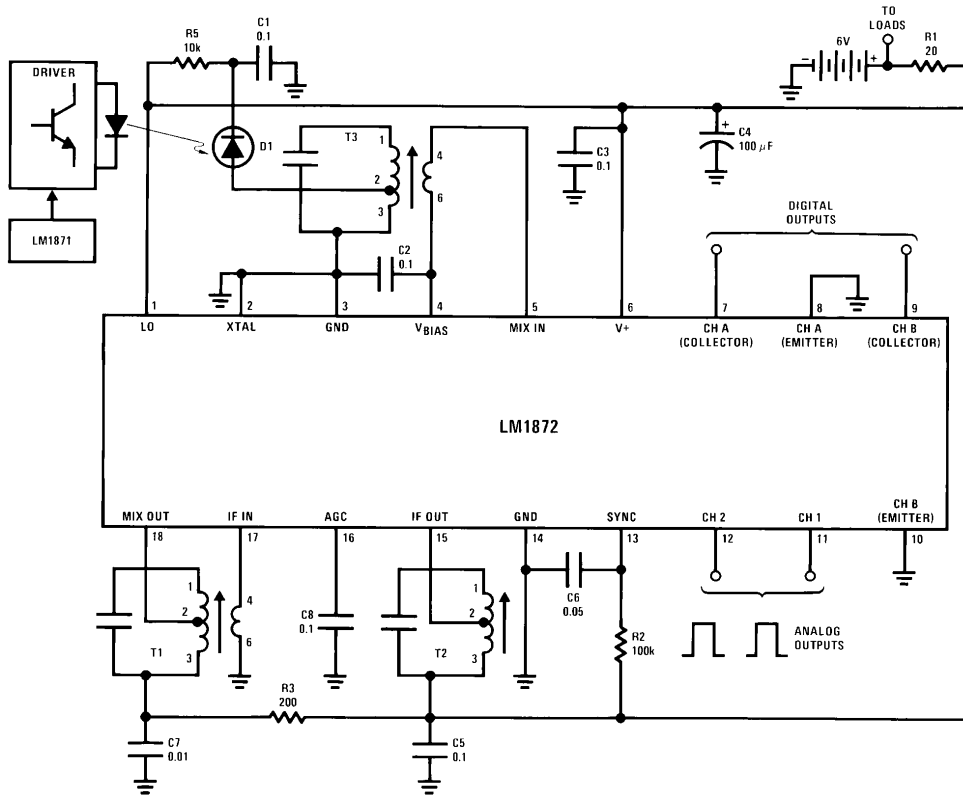 TO
LOADS
R5
10k
C1
0.1
6V
R1
20
− +
DRIVER
D1
T3
1
2
3
4
6
C3
0.1
+
C4
100 μF
LM1871
C2
0.1
DIGITAL
OUTPUTS
1 2 3 4 5 6 7 8 9
LO XTAL GND VBIAS MIX IN V+ CH A
(COLLECTOR) CH A
(EMITTER) CH B
(COLLECTOR)
LM1872
MIX OUT IF IN AGC IF OUT GND SYNC CH 2 CH 1 CH B
(EMITTER)
18 17 16 15 14 13 12 11 10
1
2
3
T1
4
6
C8
0.1
1
2
3
T2
C6
0.05
R2
100k
ANALOG
OUTPUTS
R3
200
C7
0.01
C5
0.1